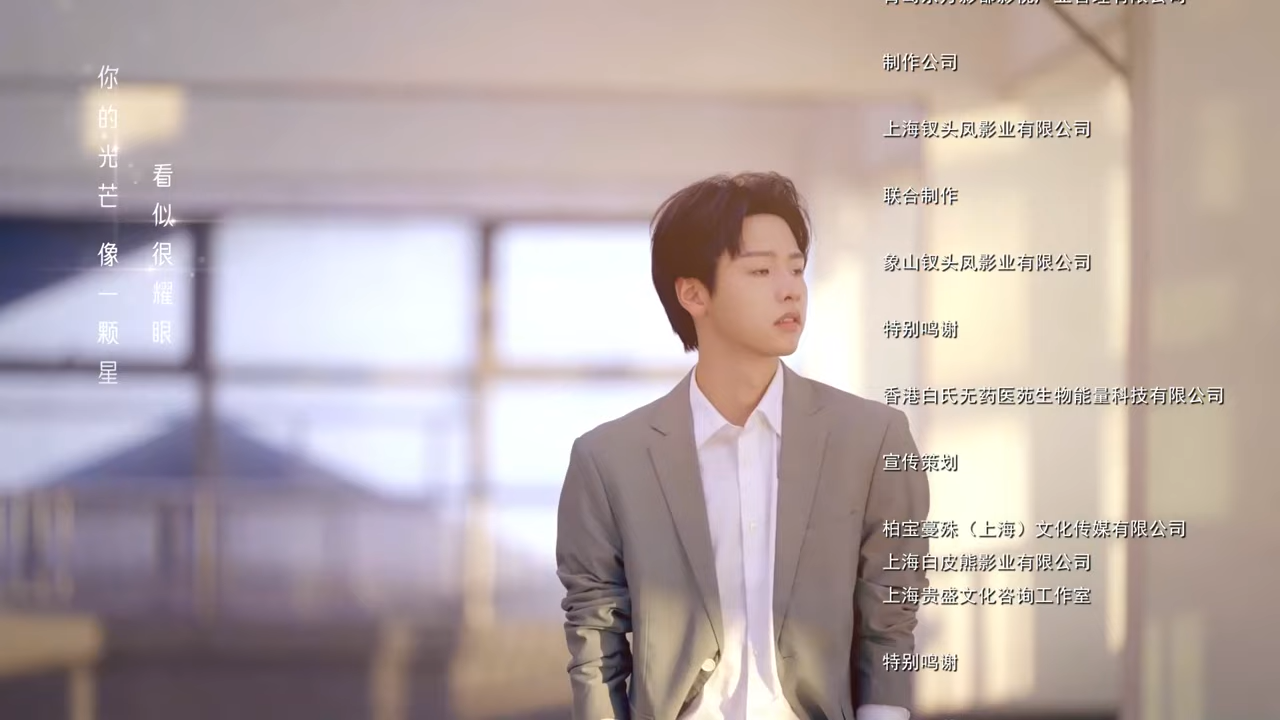 你的光芒 像一颗星
看似很耀眼
制作公司
上海钗头凤影业有限公司
联合制作
象山钗头凤影业有限公司
特别鸣谢
香港白氏无药医苑生物能量科技有限公司
宣传策划
柏宝蔓殊（上海）文化传媒有限公司
上海白皮熊影业有限公司
上海贵盛文化咨询工作室
特别鸣谢